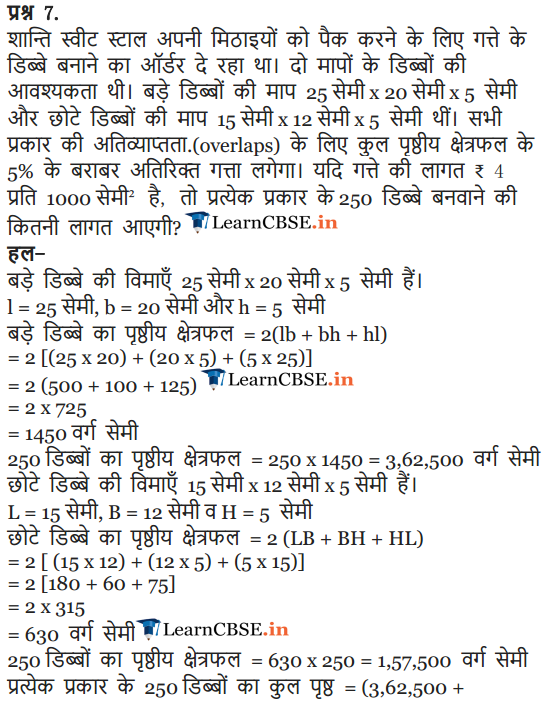 प्रश्न 7.
शान्ति स्वीट स्टाल अपनी मिठाइयों को पैक करने के लिए गत्ते के
डिब्बे बनाने का ऑर्डर दे रहा था। दो मापों के डिब्बों की
आवश्यकता थी। बड़े डिब्बों की माप 25 सेमी x 20 सेमी x 5 सेमी
और छोटे डिब्बों की माप 15 सेमी x 12 सेमी x 5 सेमी थीं। सभी
प्रकार की अतिव्याप्तता.(overlaps) के लिए कुल पृष्ठीय क्षेत्रफल के
5% के बराबर अतिरिक्त गत्ता लगेगा। यदि गत्ते की लागत ₹ 4
प्रति 1000 सेमी² है, तो प्रत्येक प्रकार के 250 डिब्बे बनवाने की
कितनी लागत आएगी? LearnCBSE.in
हल–
बड़े डिब्बे की विमाएँ 25 सेमी x 20 सेमी x 5 सेमी हैं।
l = 25 सेमी, b = 20 सेमी और h = 5 सेमी
बड़े डिब्बे का पृष्ठीय क्षेत्रफल = 2(lb + bh + hl)
= 2 [(25 x 20) + (20 x 5) + (5 x 25)]
= 2 (500 + 100 + 125) LearnCBSE.in
= 2 x 725
= 1450 वर्ग सेमी
250 डिब्बों का पृष्ठीय क्षेत्रफल = 250 x 1450 = 3,62,500 वर्ग सेमी
छोटे डिब्बे की विमाएँ 15 सेमी x 12 सेमी x 5 सेमी हैं।
L = 15 सेमी, B = 12 सेमी व H = 5 सेमी
छोटे डिब्बे का पृष्ठीय क्षेत्रफल = 2 (LB + BH + HL)
= 2 [ (15 x 12) + (12 x 5) + (5 x 15)]
= 2 [180 + 60 + 75]
= 2 x 315
= 630 वर्ग सेमी LearnCBSE.in
250 डिब्बों का पृष्ठीय क्षेत्रफल = 630 x 250 = 1,57,500 वर्ग सेमी
प्रत्येक प्रकार के 250 डिब्बों का कुल पृष्ठ = (3,62,500 +